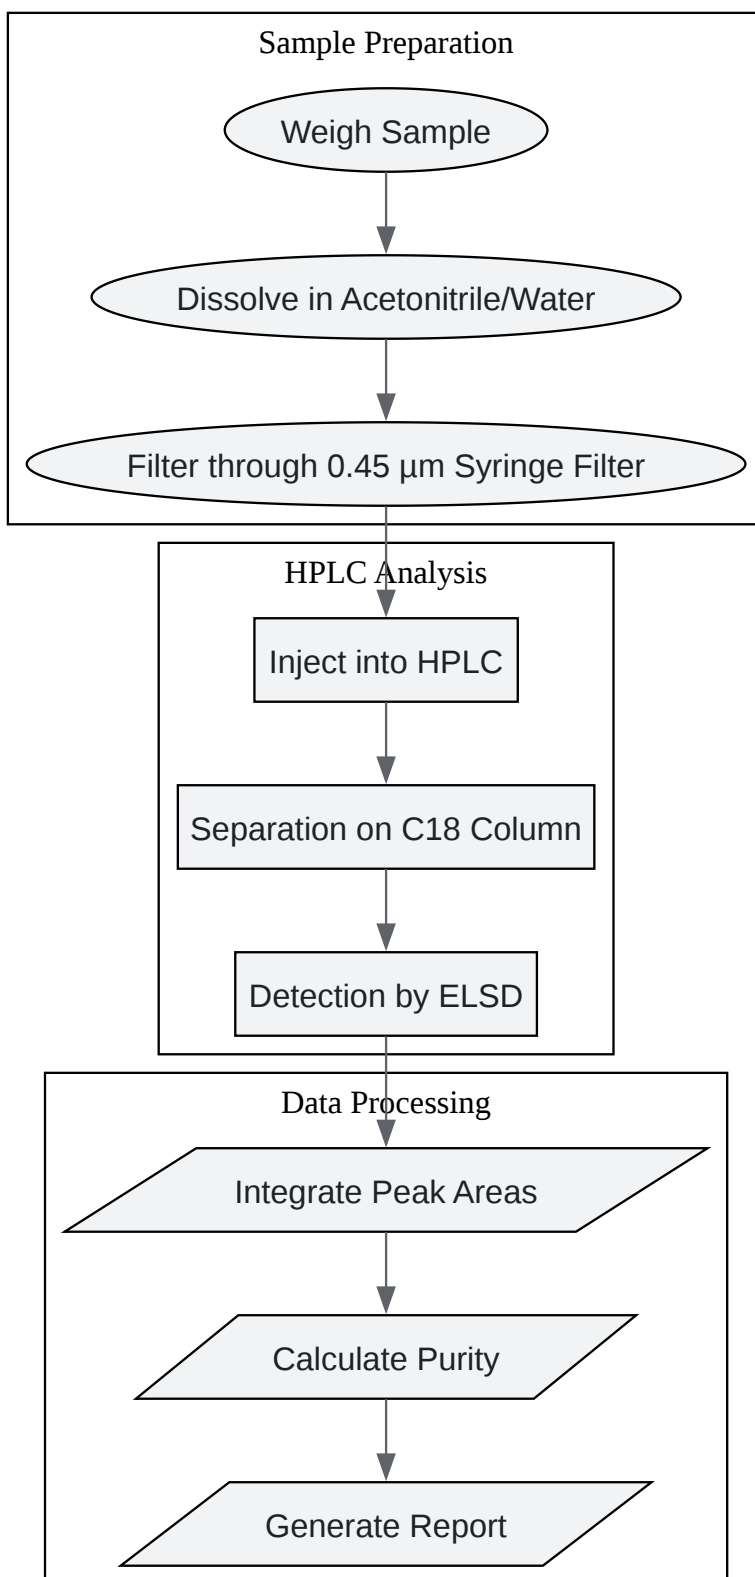 Sample Preparation
Weigh Sample
Dissolve in Acetonitrile/Water
Filter through 0.45 µm Syringe Filter
HPLC Analysis
Inject into HPLC
Separation on C18 Column
Detection by ELSD
Data Processing
Integrate Peak Areas
Calculate Purity
Generate Report